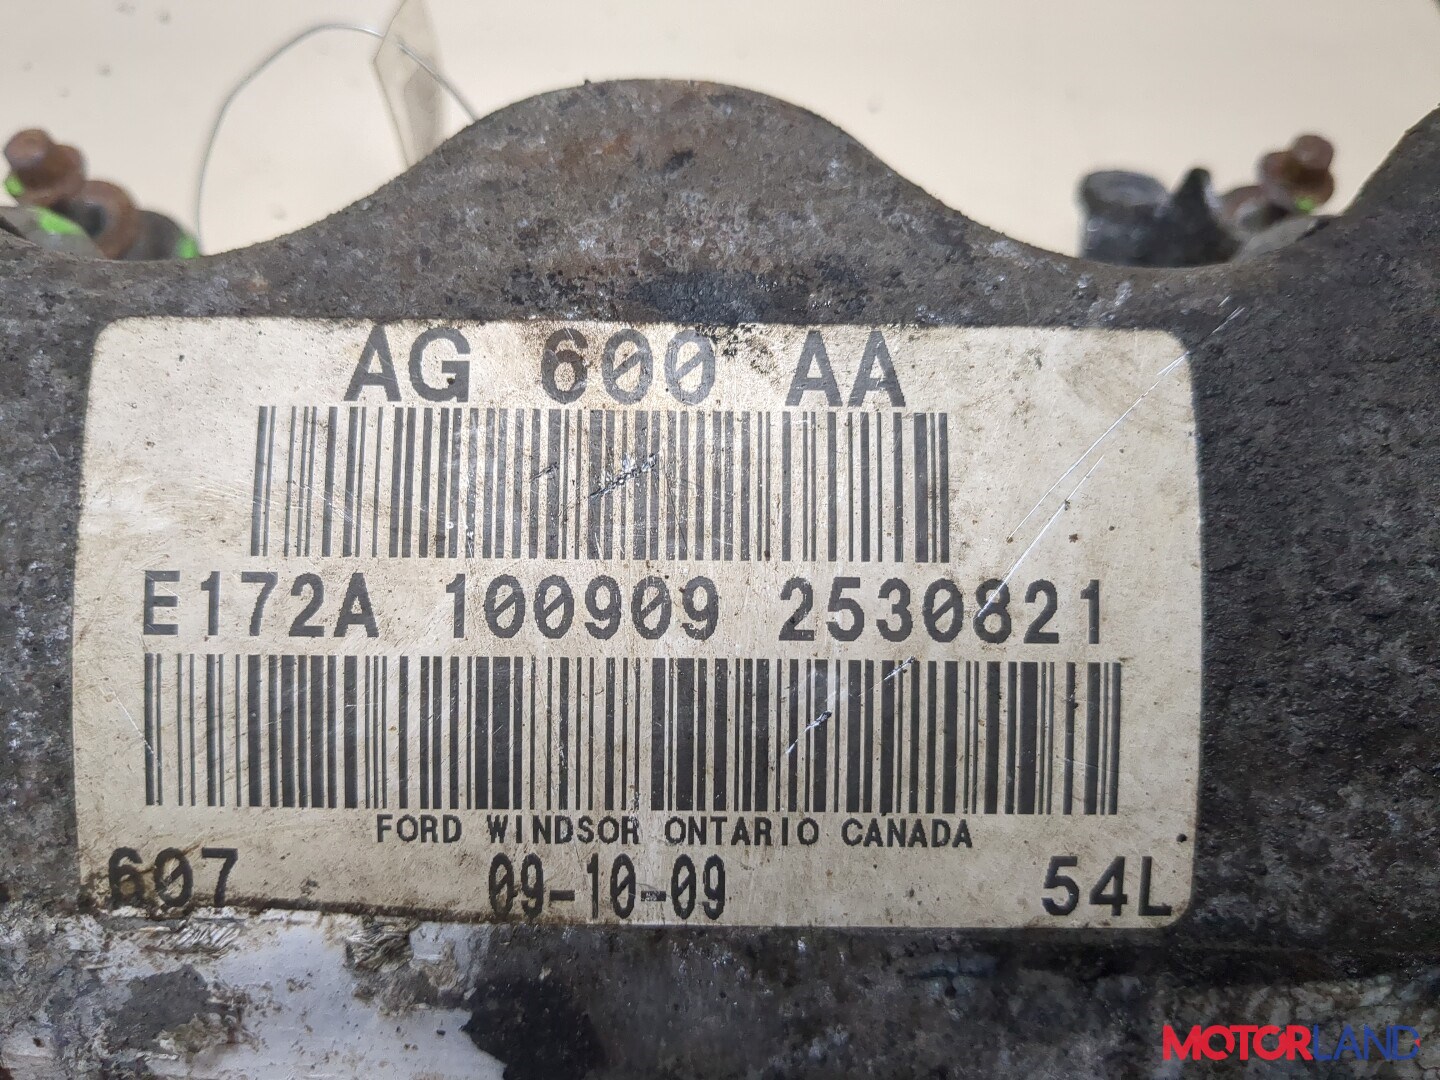 AG 600 AA
E172A 100909 2530821
FORD WINDSOR ONTARIO CANADA
607 09-10-09 54L
MOTORLAND